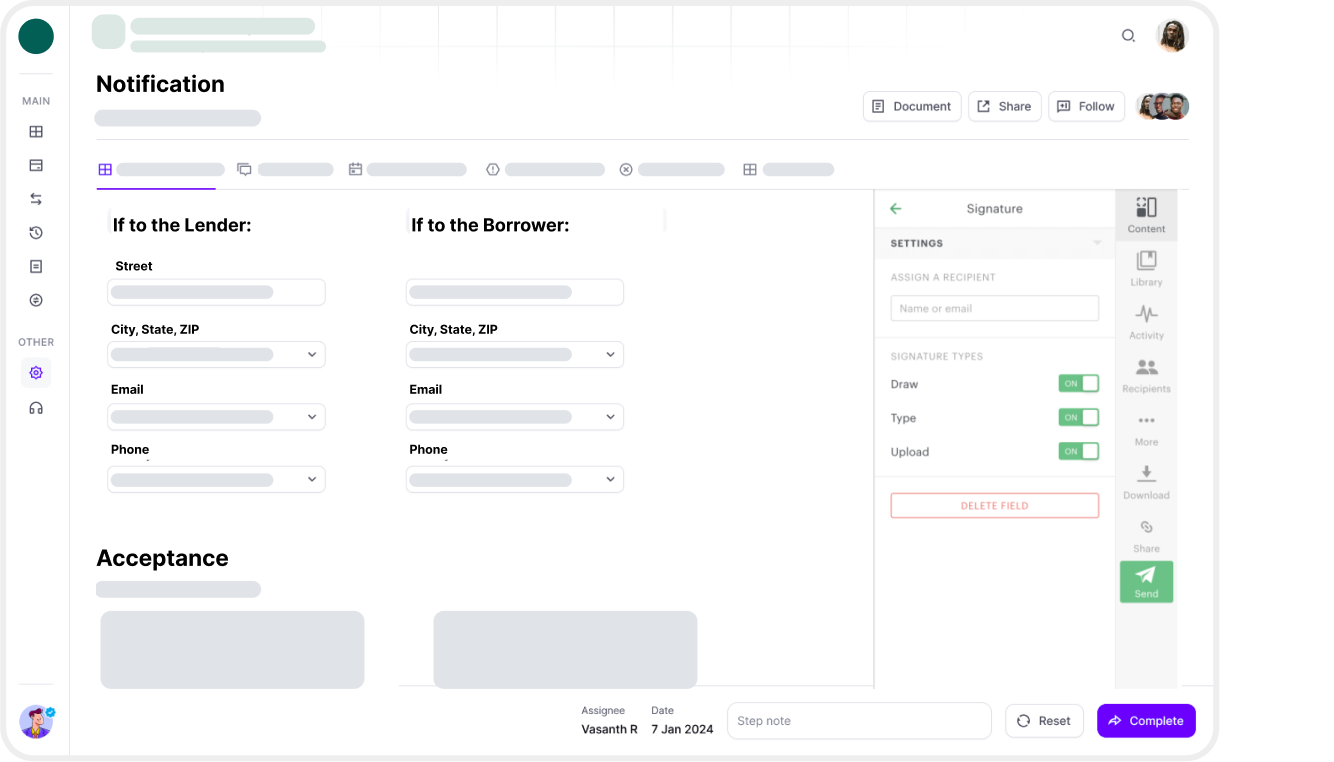 MAIN
OTHER
Notification
Document
Share
Follow
If to the Lender:
If to the Borrower:
Street
City, State, ZIP
City, State, ZIP
Email
Email
Phone
Phone
Acceptance
Signature
SETTINGS
ASSIGN A RECIPIENT
Name or email
SIGNATURE TYPES
Draw
ON
Type
ON
Upload
ON
DELETE FIELD
Content
Library
Activity
Recipients
More
Download
Share
Send
Assignee
Vasanth R
Date
7 Jan 2024
Step note
Reset
Complete